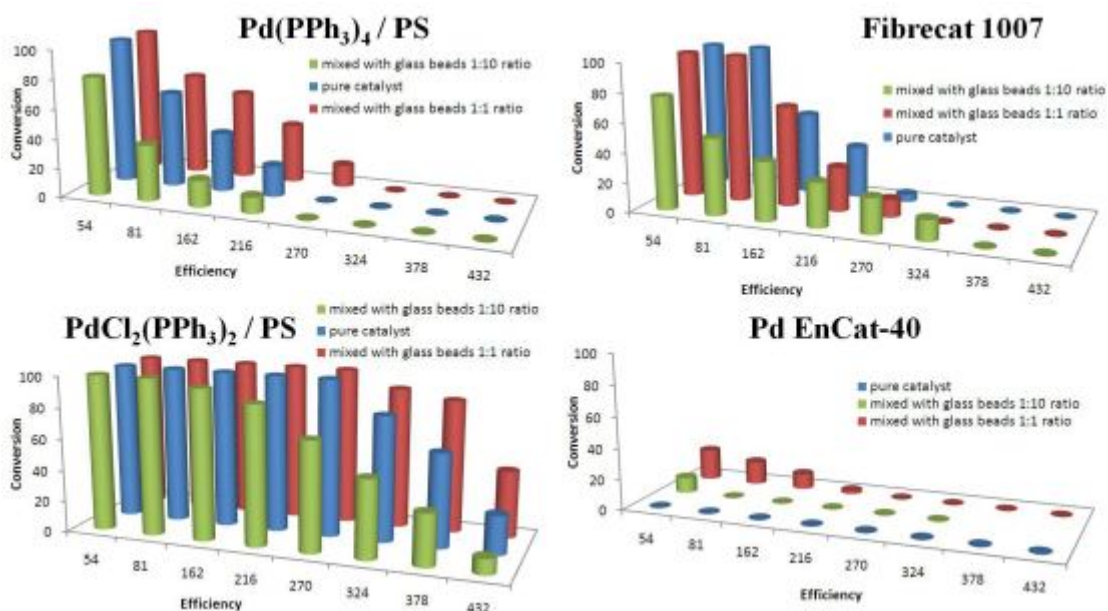 Pd(PPh₃)₄ / PS
mixed with glass beads 1:10 ratio
pure catalyst
mixed with glass beads 1:1 ratio
Conversion
100
80
60
40
20
0
54
81
162
216
270
324
378
432
Efficiency
Fibrecat 1007
mixed with glass beads 1:10 ratio
mixed with glass beads 1:1 ratio
pure catalyst
Conversion
100
80
60
40
20
0
54
81
162
216
270
324
378
432
Efficiency
PdCl₂(PPh₃)₂ / PS
mixed with glass beads 1:10 ratio
pure catalyst
mixed with glass beads 1:1 ratio
Conversion
100
80
60
40
20
0
54
81
162
216
270
324
378
432
Efficiency
Pd EnCat-40
pure catalyst
mixed with glass beads 1:10 ratio
mixed with glass beads 1:1 ratio
Conversion
100
80
60
40
20
0
54
81
162
216
270
324
378
432
Efficiency